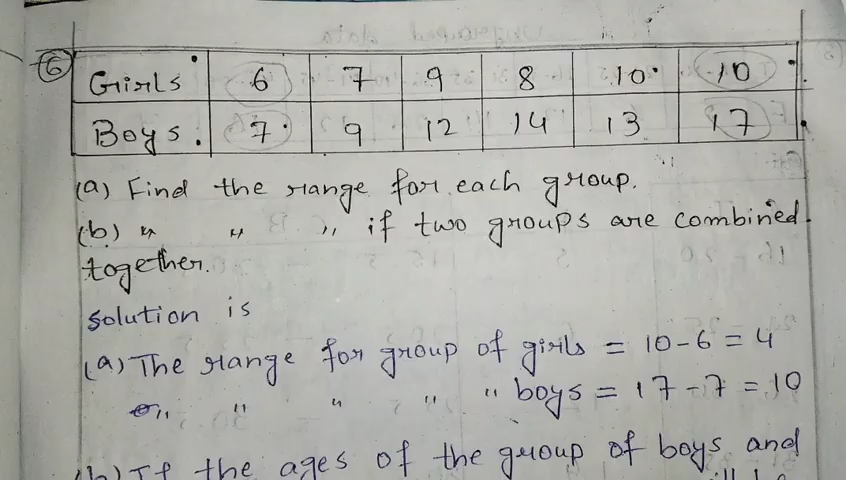 6
Girls 6 7 9 8 10 10
Boys. 7 9 12 14 13 17
(a) Find the range for each group.
(b) " " " if two groups are combined
together.
solution is
(a) The range for group of girls = 10 - 6 = 4
" " " " " boys = 17 - 7 = 10
(b) If the ages of the group of boys and